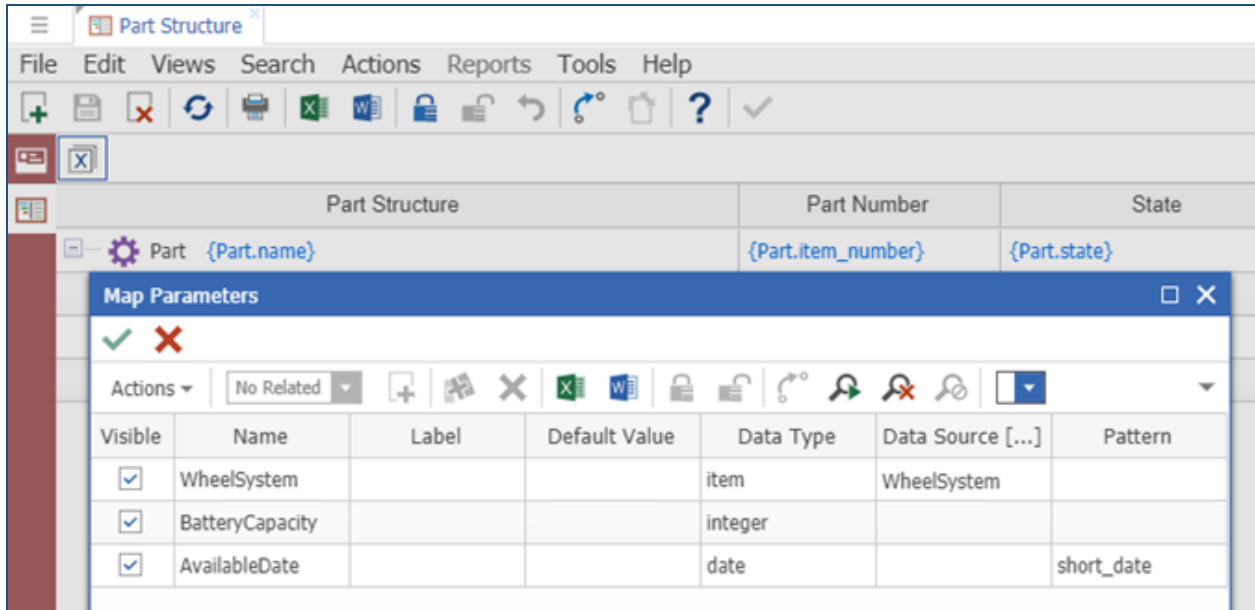 Part Structure
File Edit Views Search Actions Reports Tools Help
Part Structure Part Number State
Part {Part.name} {Part.item_number} {Part.state}
Map Parameters
Actions No Related
Visible Name Label Default Value Data Type Data Source [...] Pattern
WheelSystem item WheelSystem
BatteryCapacity integer
AvailableDate date short_date